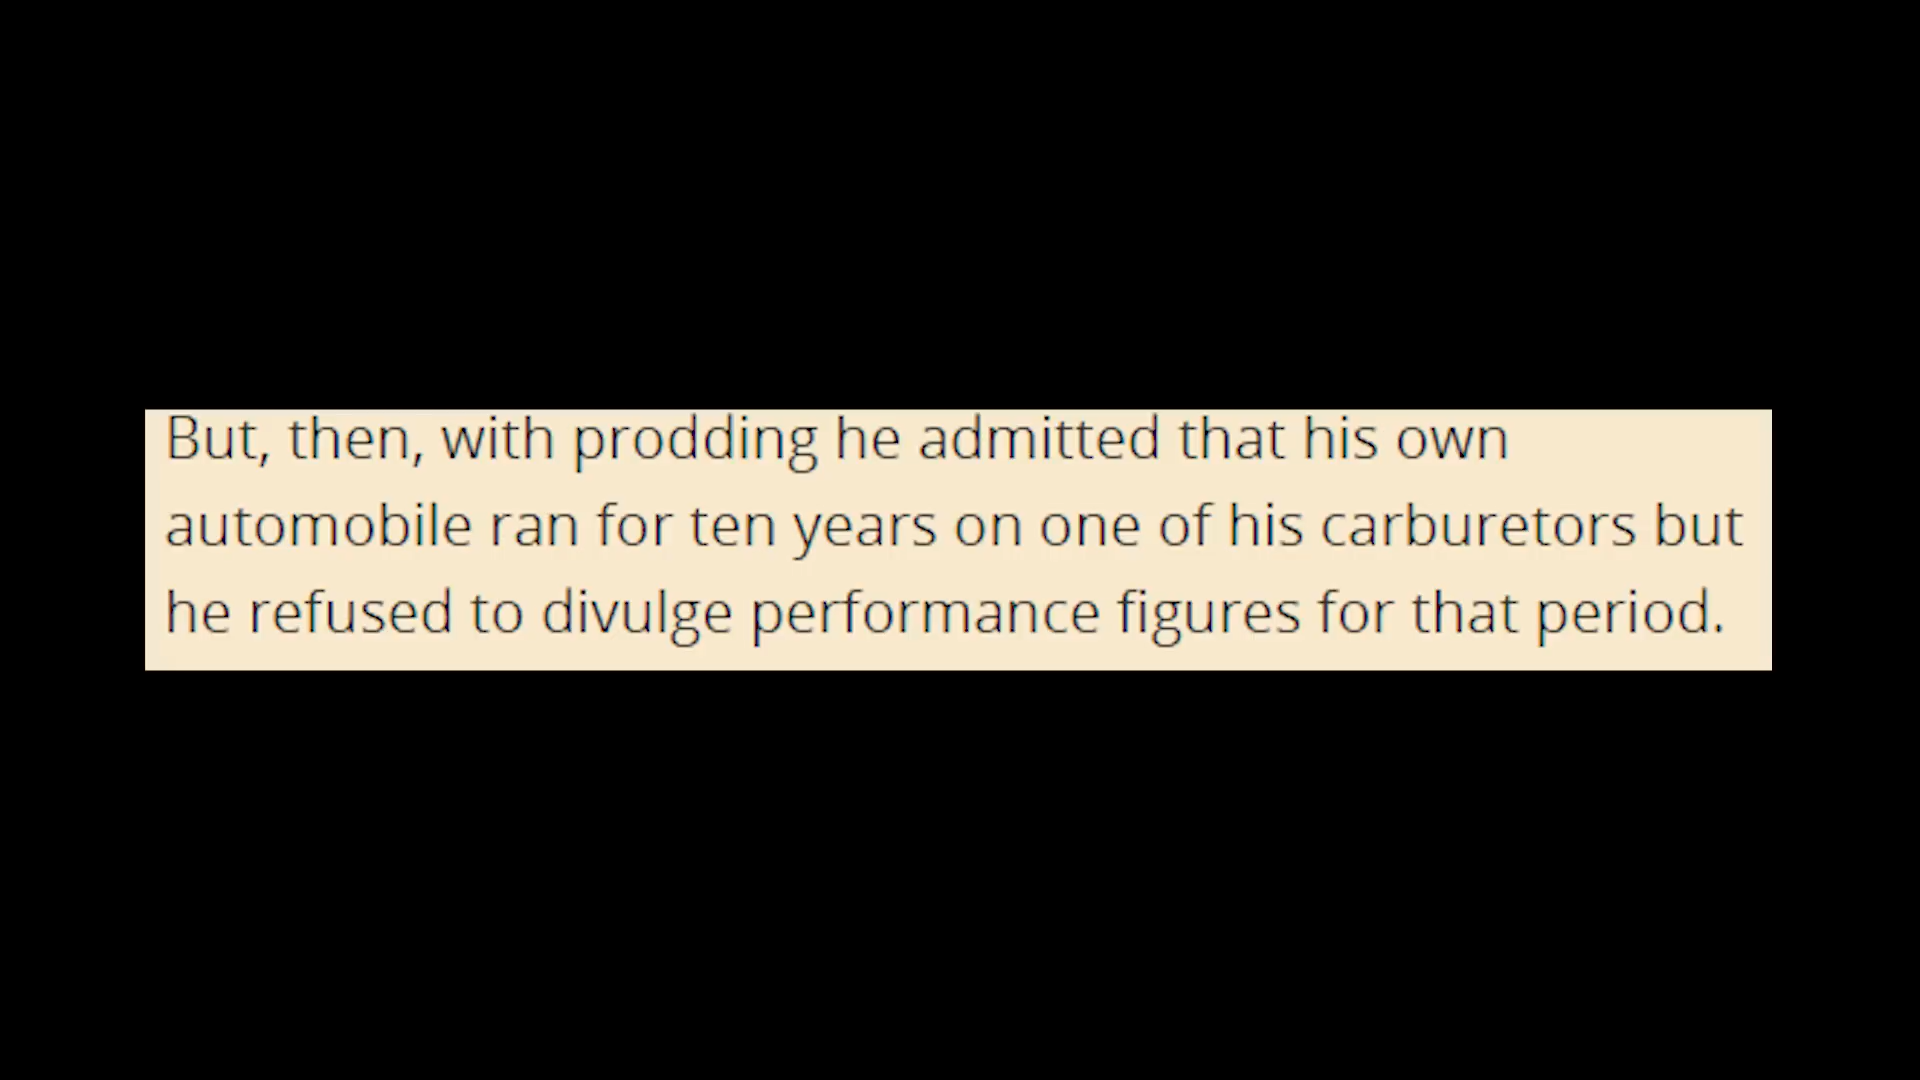 But, then, with prodding he admitted that his own
automobile ran for ten years on one of his carburetors but
he refused to divulge performance figures for that period.